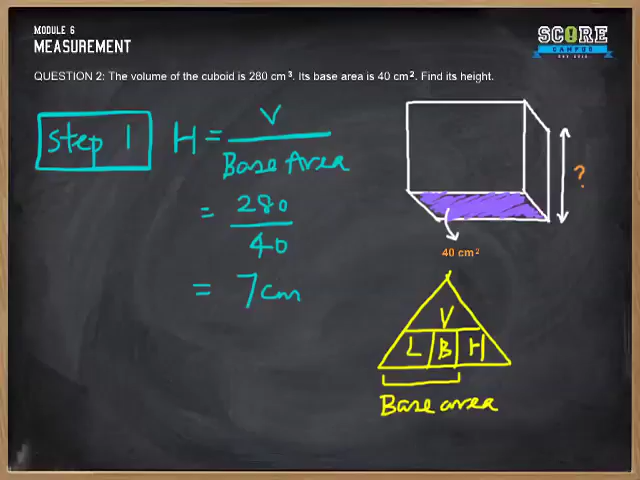 MODULE 6
MEASUREMENT
SCORE
CAMPUS
QUESTION 2: The volume of the cuboid is 280 cm³. Its base area is 40 cm². Find its height.
Step 1
H = V / Base Area
= 280 / 40
= 7cm
?
40 cm²
V
L B H
Base area